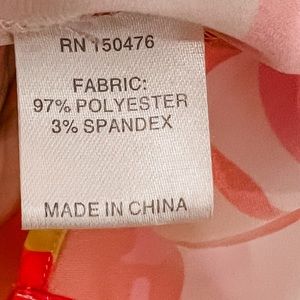 RN 150476
FABRIC:
97% POLYESTER
3% SPANDEX
MADE IN CHINA